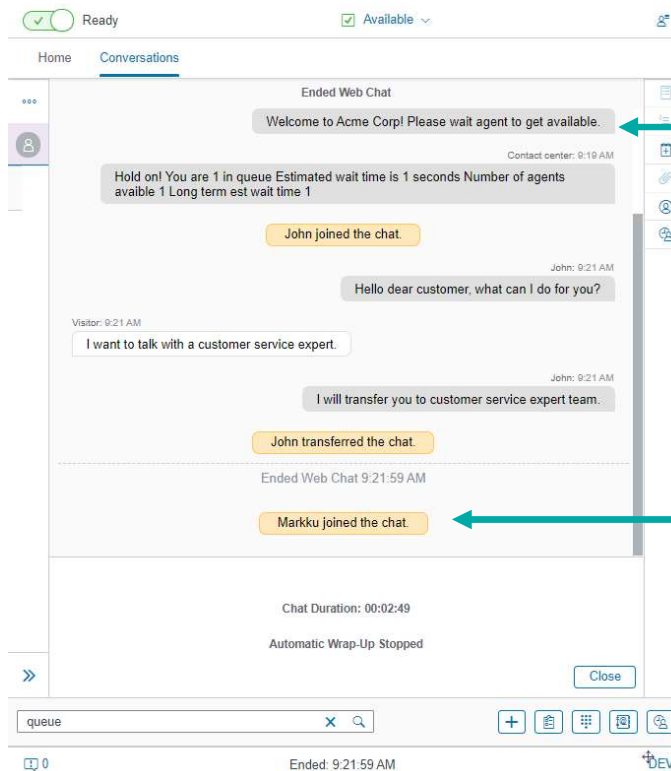 Ready
Available
Home
Conversations
Ended Web Chat
Welcome to Acme Corp! Please wait agent to get available.
Contact center: 9:19 AM
Hold on! You are 1 in queue Estimated wait time is 1 seconds Number of agents
avaible 1 Long term est wait time 1
John joined the chat.
John: 9:21 AM
Hello dear customer, what can I do for you?
Visitor: 9:21 AM
I want to talk with a customer service expert.
John: 9:21 AM
I will transfer you to customer service expert team.
John transferred the chat.
Ended Web Chat 9:21:59 AM
Markku joined the chat.
Chat Duration: 00:02:49
Automatic Wrap-Up Stopped
Close
queue
0
Ended: 9:21:59 AM
DEV